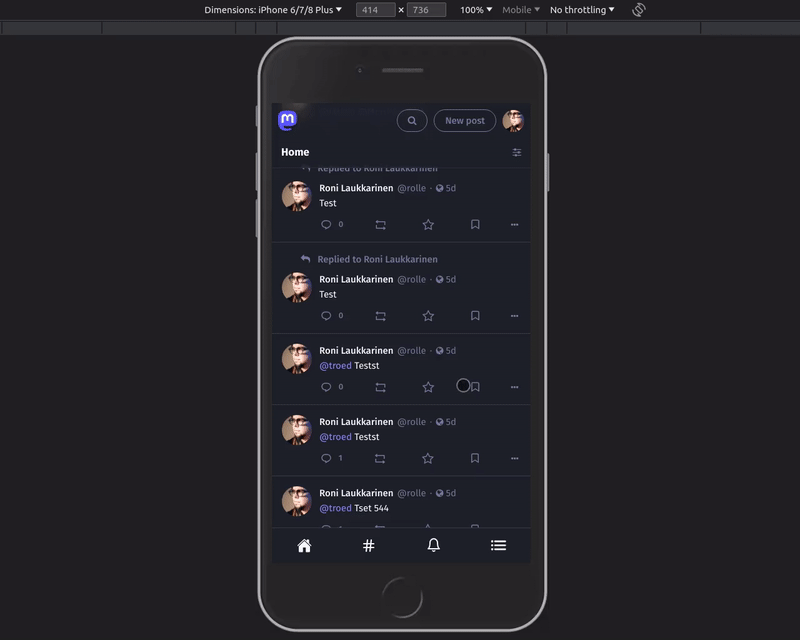 Dimensions: iPhone 6/7/8 Plus 414 × 736 100% Mobile No throttling
New post
Home
Replied to Roni Laukkarinen
Roni Laukkarinen @rolle · 5d
Test
0
Replied to Roni Laukkarinen
Roni Laukkarinen @rolle · 5d
Test
0
Roni Laukkarinen @rolle · 5d
@troed Testst
0
Roni Laukkarinen @rolle · 5d
@troed Testst
1
Roni Laukkarinen @rolle · 5d
@troed Tset 544